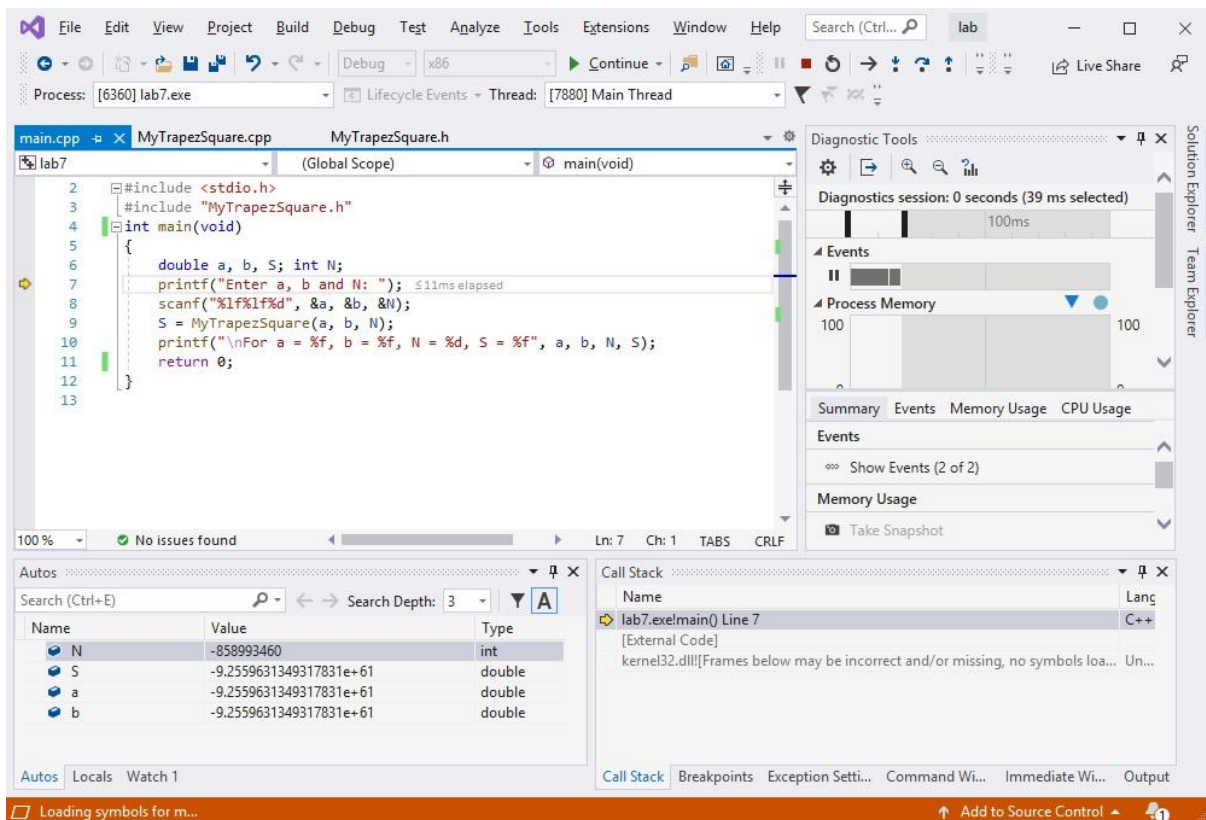 File Edit View Project Build Debug Test Analyze Tools Extensions Window Help Search (Ctrl... lab
Debug x86 Continue Live Share
Process: [6360] lab7.exe Lifecycle Events Thread: [7880] Main Thread
main.cpp MyTrapezSquare.cpp MyTrapezSquare.h
lab7 (Global Scope) main(void)
2 #include <stdio.h>
3 #include "MyTrapezSquare.h"
4 int main(void)
5 {
6 double a, b, S; int N;
7 printf("Enter a, b and N: "); ≤11ms elapsed
8 scanf("%lf%lf%d", &a, &b, &N);
9 S = MyTrapezSquare(a, b, N);
10 printf("\nFor a = %f, b = %f, N = %d, S = %f", a, b, N, S);
11 return 0;
12 }
13
100 % No issues found Ln: 7 Ch: 1 TABS CRLF
Diagnostic Tools
Diagnostics session: 0 seconds (39 ms selected)
100ms
Events
Process Memory
100 100
0 0
Summary Events Memory Usage CPU Usage
Events
Show Events (2 of 2)
Memory Usage
Take Snapshot
Solution Explorer
Team Explorer
Autos
Search (Ctrl+E) Search Depth: 3 A
Name Value Type
N -858993460 int
S -9.2559631349317831e+61 double
a -9.2559631349317831e+61 double
b -9.2559631349317831e+61 double
Autos Locals Watch 1
Call Stack
Name Lang
lab7.exe!main() Line 7 C++
[External Code]
kernel32.dll![Frames below may be incorrect and/or missing, no symbols loa... Un...
Call Stack Breakpoints Exception Setti... Command Wi... Immediate Wi... Output
Loading symbols for m... Add to Source Control 1